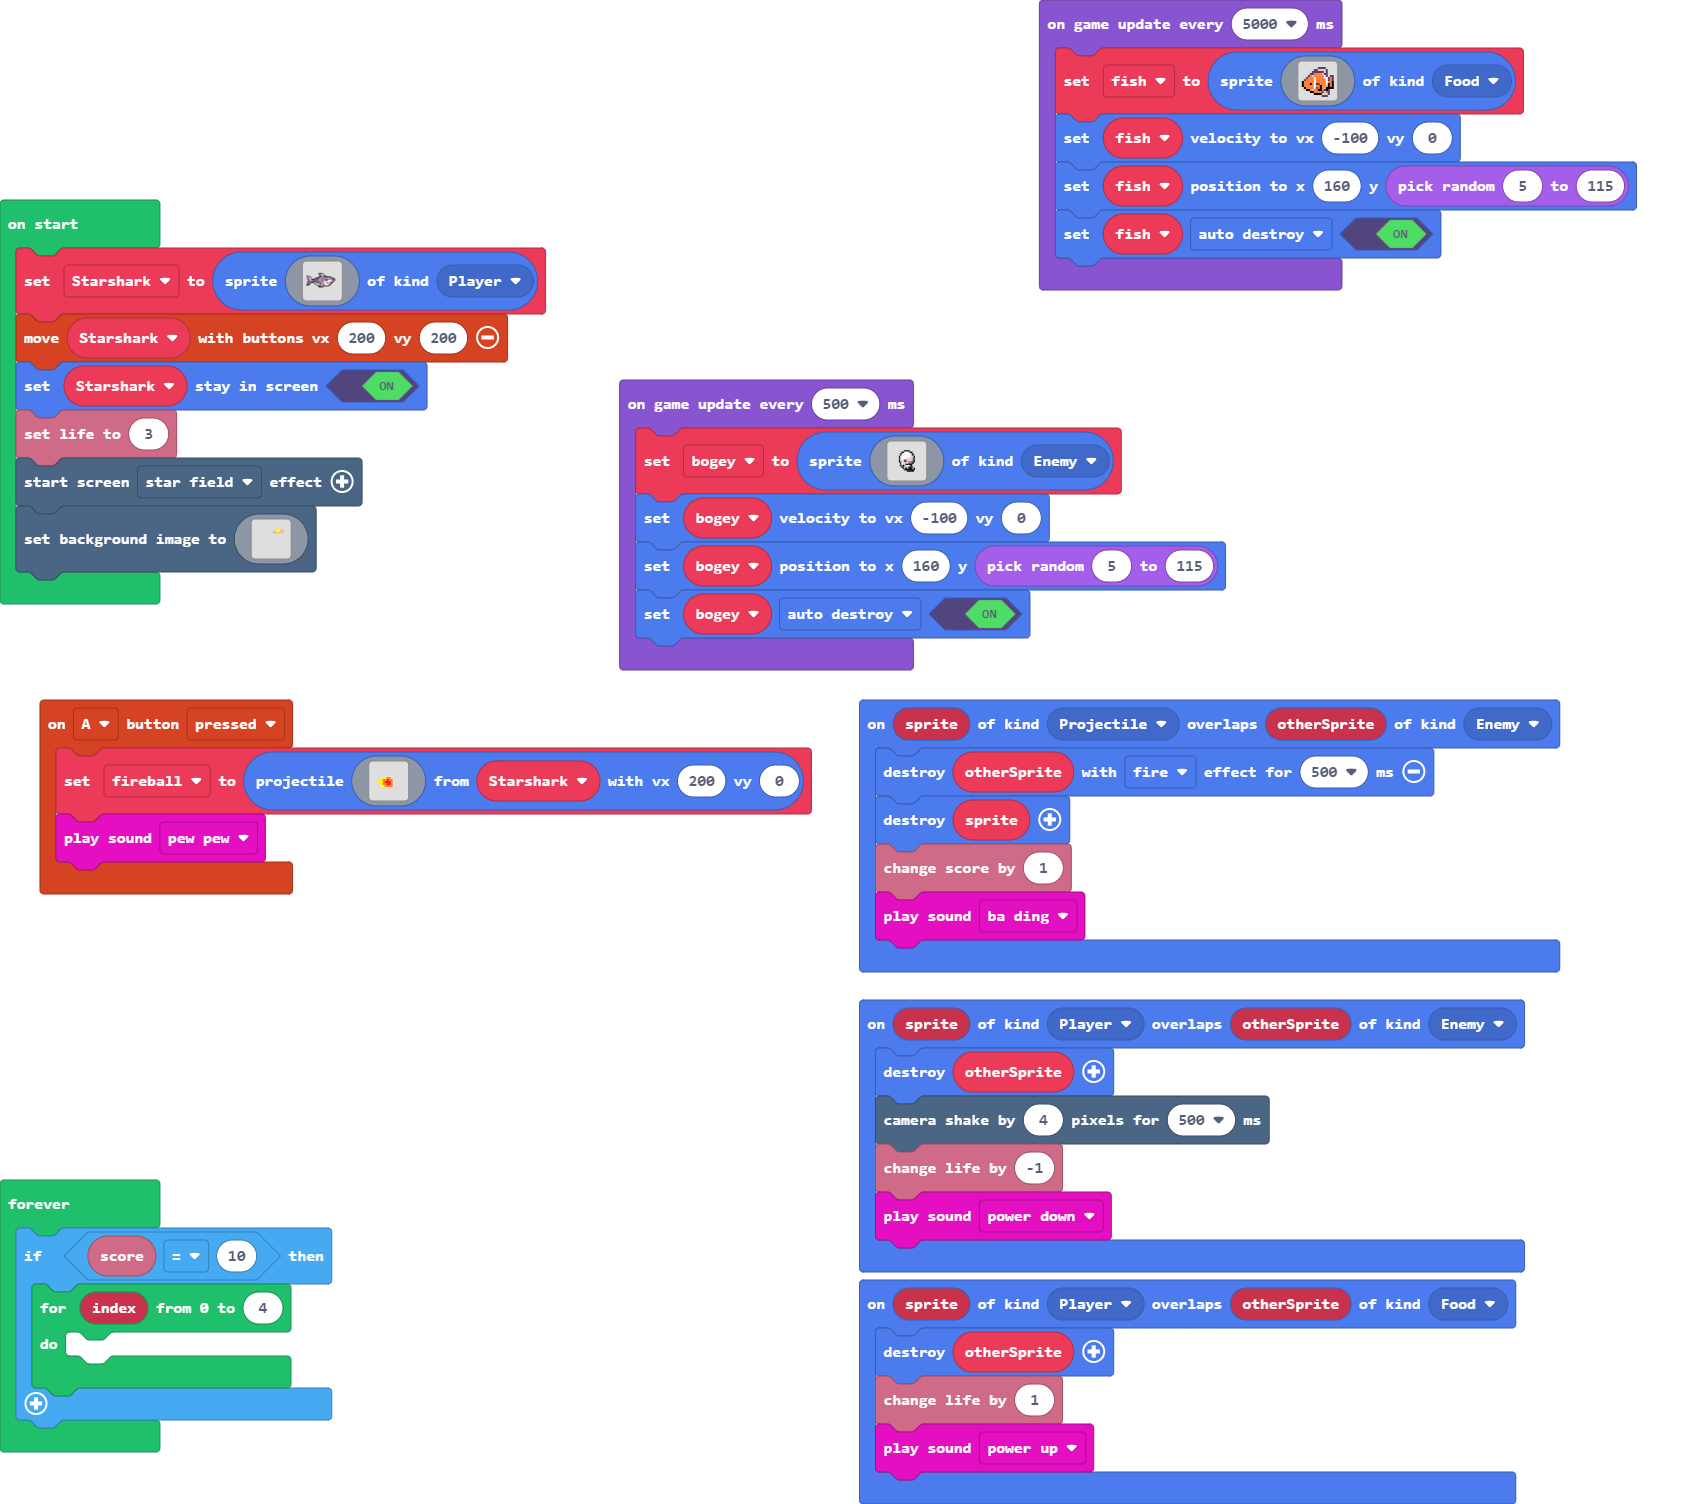 on game update every 5000 ms
set fish to sprite of kind Food
set fish velocity to vx -100 vy 0
set fish position to x 160 y pick random 5 to 115
set fish auto destroy ON
on start
set Starshark to sprite of kind Player
move Starshark with buttons vx 200 vy 200
set Starshark stay in screen ON
set life to 3
start screen star field effect
set background image to
on game update every 500 ms
set bogey to sprite of kind Enemy
set bogey velocity to vx -100 vy 0
set bogey position to x 160 y pick random 5 to 115
set bogey auto destroy ON
on A button pressed
set fireball to projectile from Starshark with vx 200 vy 0
play sound pew pew
on sprite of kind Projectile overlaps otherSprite of kind Enemy
destroy otherSprite with fire effect for 500 ms
destroy sprite
change score by 1
play sound ba ding
on sprite of kind Player overlaps otherSprite of kind Enemy
destroy otherSprite
camera shake by 4 pixels for 500 ms
change life by -1
play sound power down
forever
if score = 10 then
for index from 0 to 4
do
on sprite of kind Player overlaps otherSprite of kind Food
destroy otherSprite
change life by 1
play sound power up